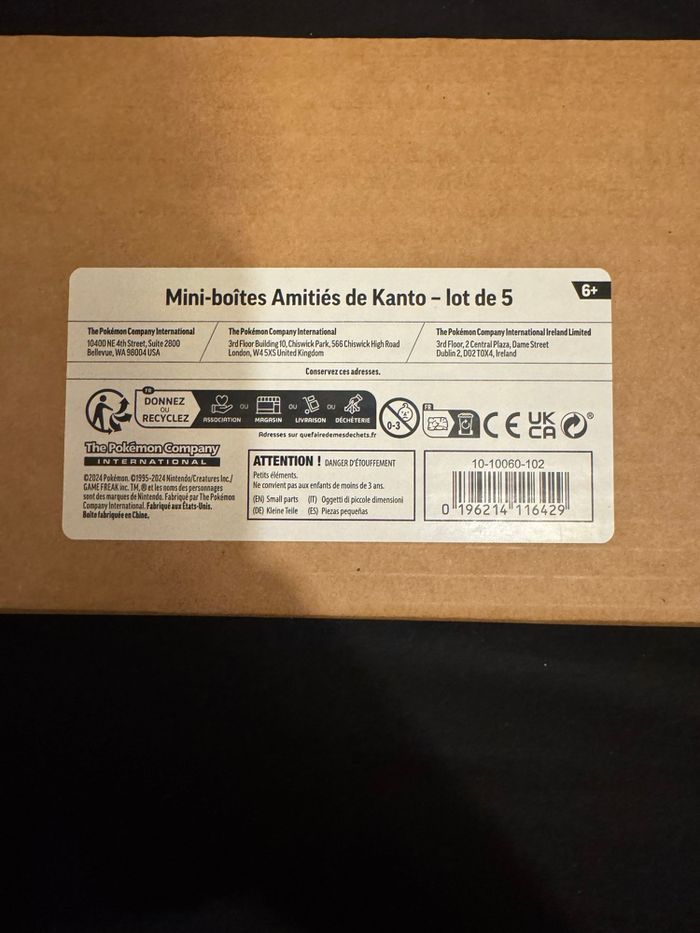 Mini-boîtes Amitiés de Kanto – lot de 5
6+
The Pokémon Company International
10400 NE 4th Street, Suite 2800
Bellevue, WA 98004 USA
The Pokémon Company International
3rd Floor Building 10, Chiswick Park, 566 Chiswick High Road
London, W4 5XS United Kingdom
The Pokémon Company International Ireland Limited
3rd Floor, 2 Central Plaza, Dame Street
Dublin 2, D02 T0X4, Ireland
Conservez ces adresses.
FR
DONNEZ
OU
RECYCLEZ
ASSOCIATION
OU
MAGASIN
OU
LIVRAISON
OU
DÉCHÈTERIE
Adresses sur quefairedemesdechets.fr
0-3
FR
CE
UK
CA
®
The Pokémon Company
INTERNATIONAL
©2024 Pokémon. ©1995-2024 Nintendo/Creatures Inc./
GAME FREAK inc. TM, ® et les noms des personnages
sont des marques de Nintendo. Fabriqué par The Pokémon
Company International. Fabriqué aux États-Unis.
Boîte fabriquée en Chine.
ATTENTION ! DANGER D'ÉTOUFFEMENT
Petits éléments.
Ne convient pas aux enfants de moins de 3 ans.
(EN) Small parts (IT) Oggetti di piccole dimensioni
(DE) Kleine Teile (ES) Piezas pequeñas
10-10060-102
0 196214 116429